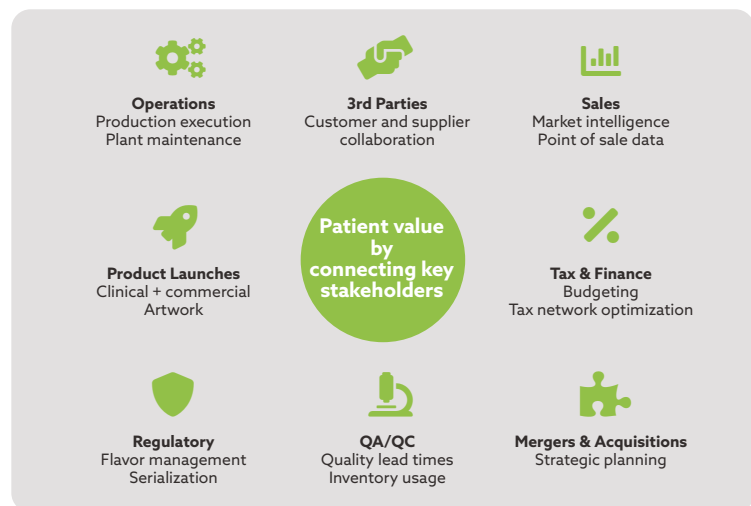 Operations
Production execution
Plant maintenance
3rd Parties
Customer and supplier
collaboration
Sales
Market intelligence
Point of sale data
Product Launches
Clinical + commercial
Artwork
Patient value
by
connecting key
stakeholders
Tax & Finance
Budgeting
Tax network optimization
Regulatory
Flavor management
Serialization
QA/QC
Quality lead times
Inventory usage
Mergers & Acquisitions
Strategic planning